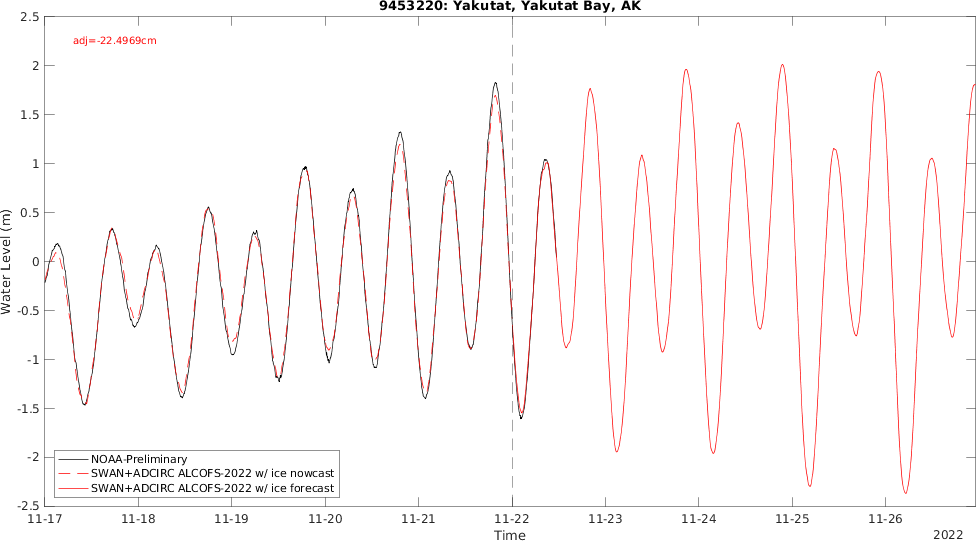 9453220: Yakutat, Yakutat Bay, AK
2.5
adj=-22.4969cm
2
1.5
1
0.5
0
-0.5
-1
-1.5
-2
-2.5
Water Level (m)
NOAA-Preliminary
SWAN+ADCIRC ALCOFS-2022 w/ ice nowcast
SWAN+ADCIRC ALCOFS-2022 w/ ice forecast
11-17 11-18 11-19 11-20 11-21 11-22 11-23 11-24 11-25 11-26
Time
2022